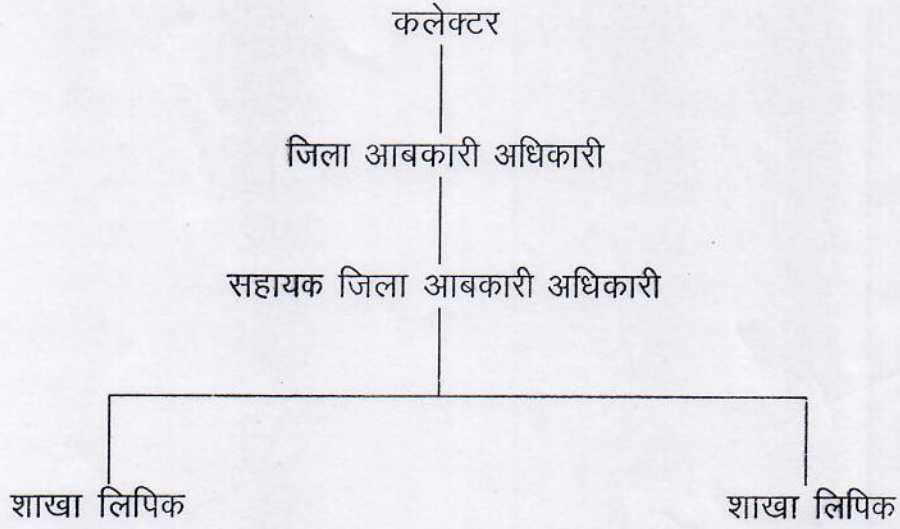 कलेक्टर
जिला आबकारी अधिकारी
सहायक जिला आबकारी अधिकारी
शाखा लिपिक
शाखा लिपिक